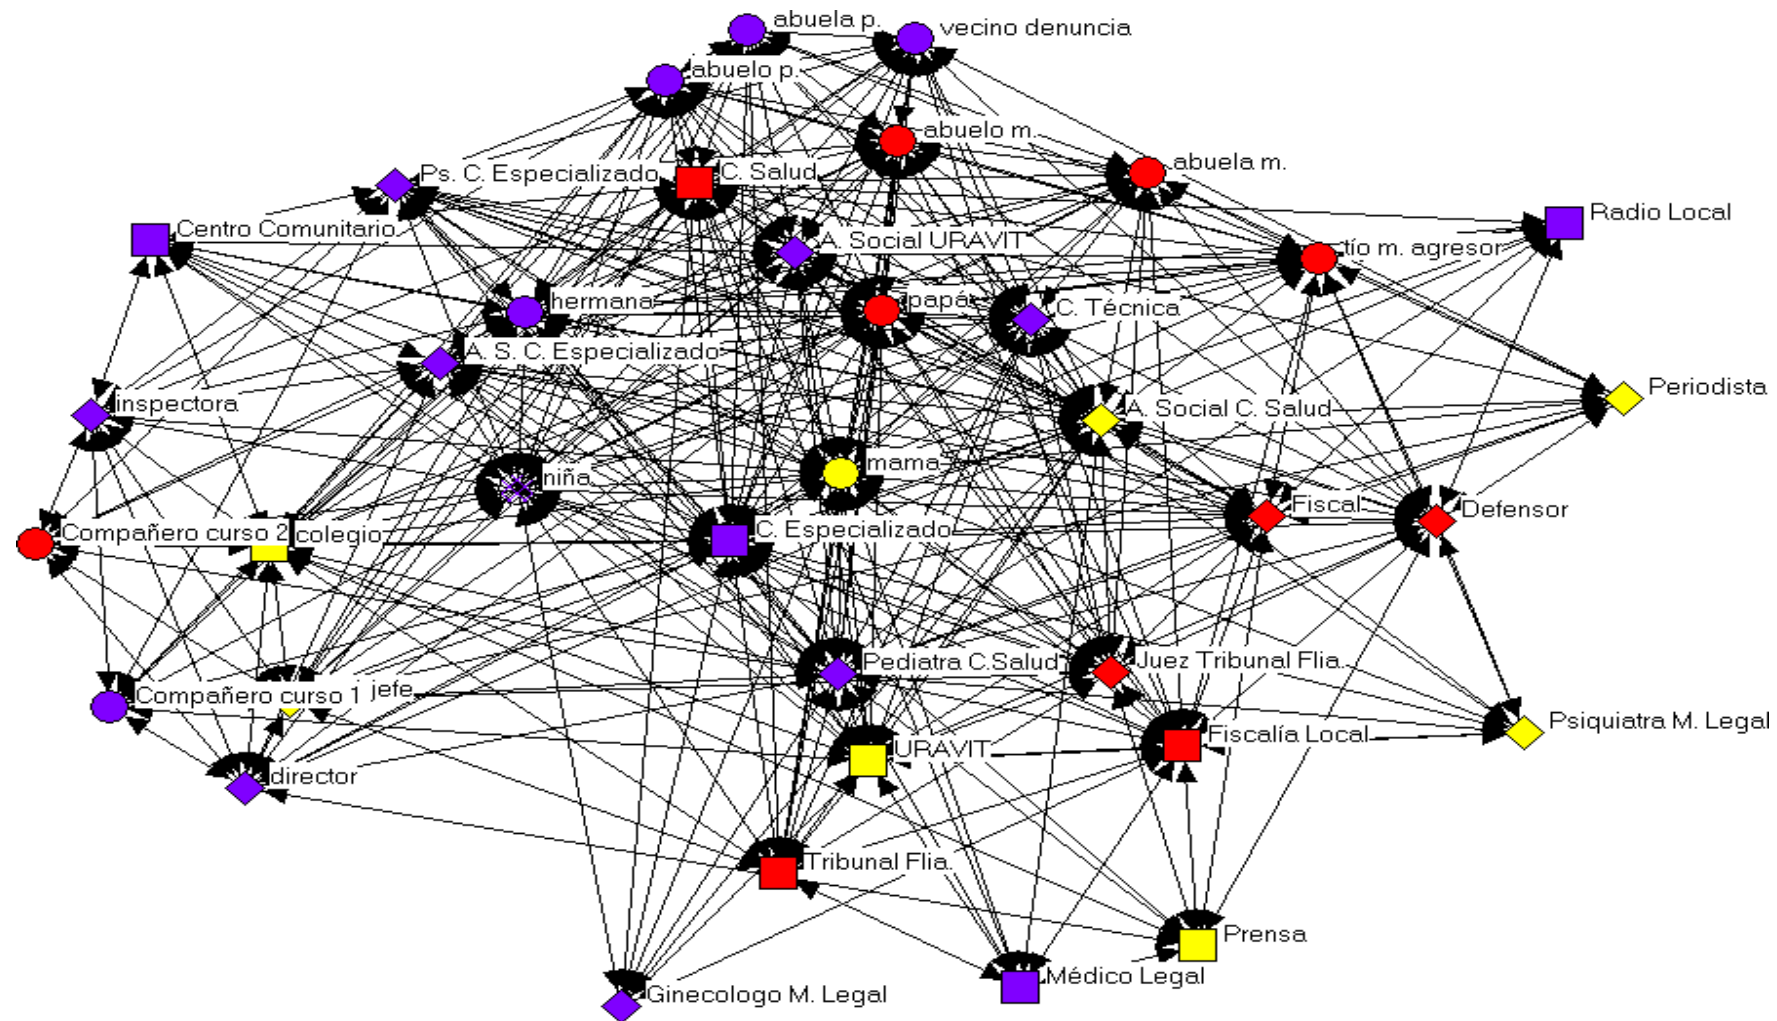 abuela p.
vecino denuncia
abuelo p.
abuelo m.
abuela m.
Ps. C. Especializado
C. Salud
Radio Local
Centro Comunitario
A. Social URAVIT
tío m. agresor
hermana
papá
C. Técnica
A. S. C. Especializado
Periodista
inspectora
A. Social C. Salud
mama
niña
Fiscal
Defensor
Compañero curso 2
colegio
C. Especializado
Pediatra C.Salud
Juez Tribunal Flia.
Compañero curso 1
jefe
Psiquiatra M. Legal
Fiscalía Local
URAVIT
director
Tribunal Flia.
Prensa
Médico Legal
Ginecologo M. Legal